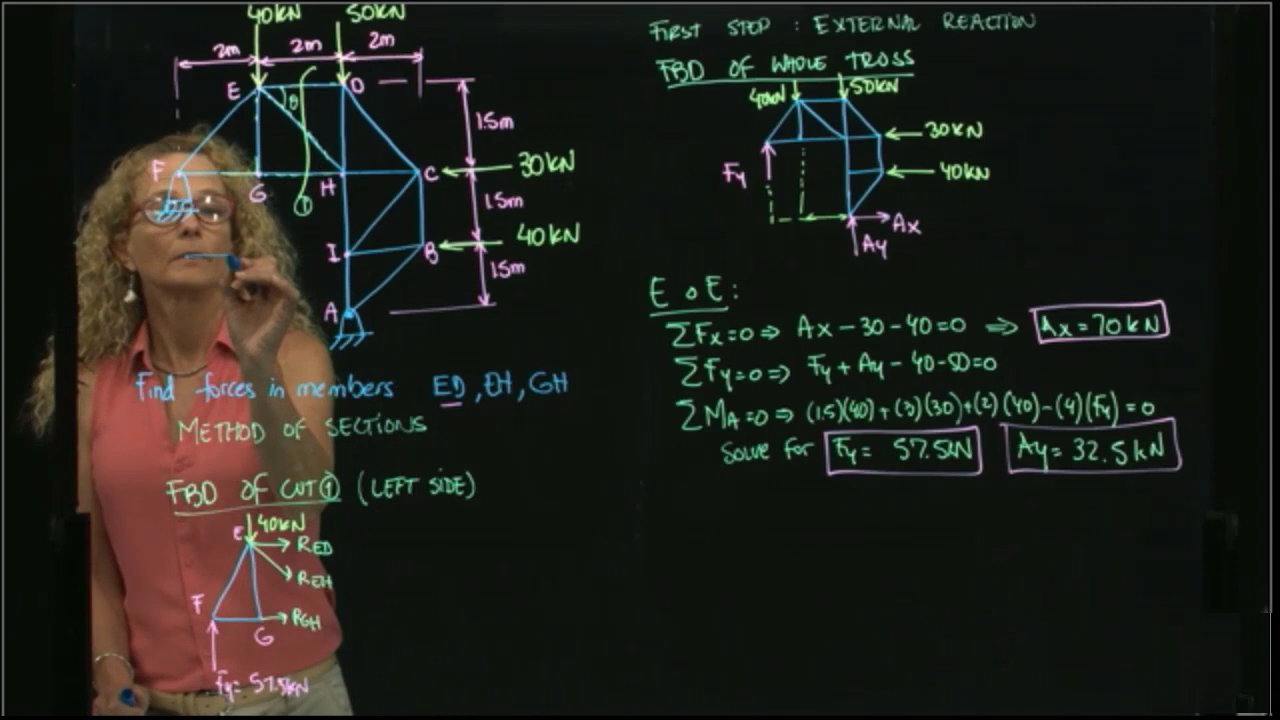 40KN 50KN
2m 2m 2m
E D
θ
1.5m
F G H C
30KN
1
1.5m
I B
40KN
1.5m
A
Find forces in members ED, EH, GH
METHOD OF SECTIONS
FBD OF CUT 1 (LEFT SIDE)
40KN
E
RED
REH
F
RGH
G
Fy = 57.5KN
FIRST STEP : EXTERNAL REACTION
FBD OF WHOLE TRUSS
40KN 50KN
30KN
Fy
40KN
Ax
Ay
E o E :
ΣFx=0 ⇒ Ax - 30 - 40 = 0 ⇒ Ax = 70KN
ΣFy=0 ⇒ Fy + Ay - 40 - 50 = 0
ΣMA=0 ⇒ (1.5)(40) + (3)(30) + (2)(40) - (4)(Fy) = 0
Solve for Fy = 57.5KN Ay = 32.5KN